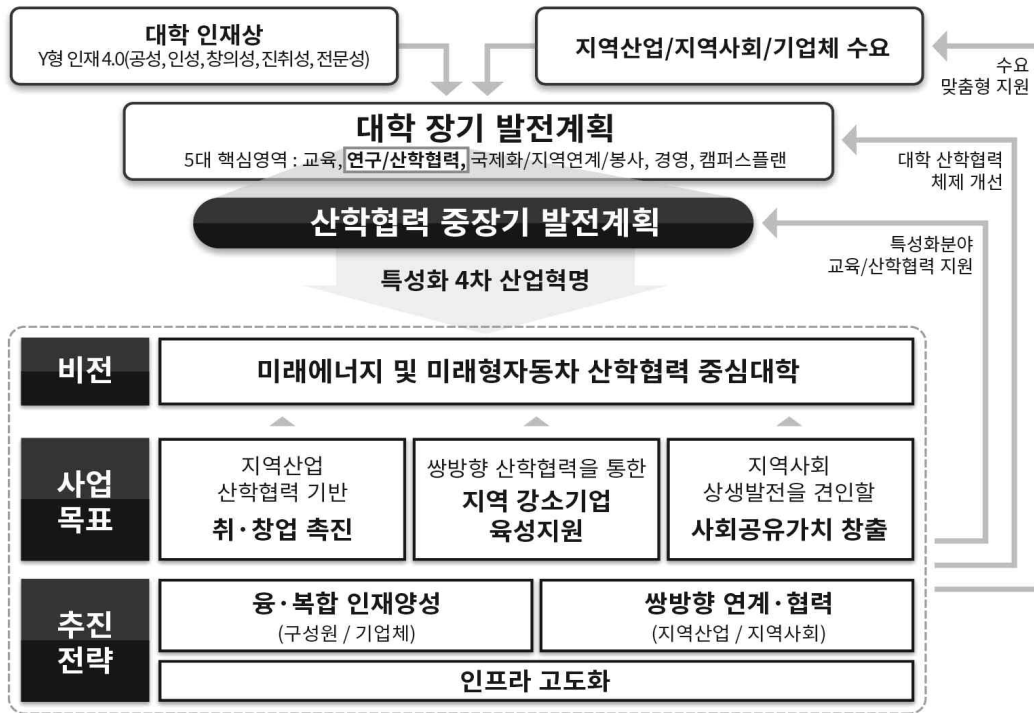 대학 인재상
Y형 인재 4.0(공성, 인성, 창의성, 진취성, 전문성)
지역산업/지역사회/기업체 수요
수요
맞춤형 지원
대학 장기 발전계획
5대 핵심영역 : 교육, 연구/산학협력, 국제화/지역연계/봉사, 경영, 캠퍼스플랜
대학 산학협력
체제 개선
산학협력 중장기 발전계획
특성화분야
교육/산학협력 지원
특성화 4차 산업혁명
비전
미래에너지 및 미래형자동차 산학협력 중심대학
사업
목표
지역산업
산학협력 기반
취·창업 촉진
쌍방향 산학협력을 통한
지역 강소기업
육성지원
지역사회
상생발전을 견인할
사회공유가치 창출
추진
전략
융·복합 인재양성
(구성원 / 기업체)
쌍방향 연계·협력
(지역산업 / 지역사회)
인프라 고도화